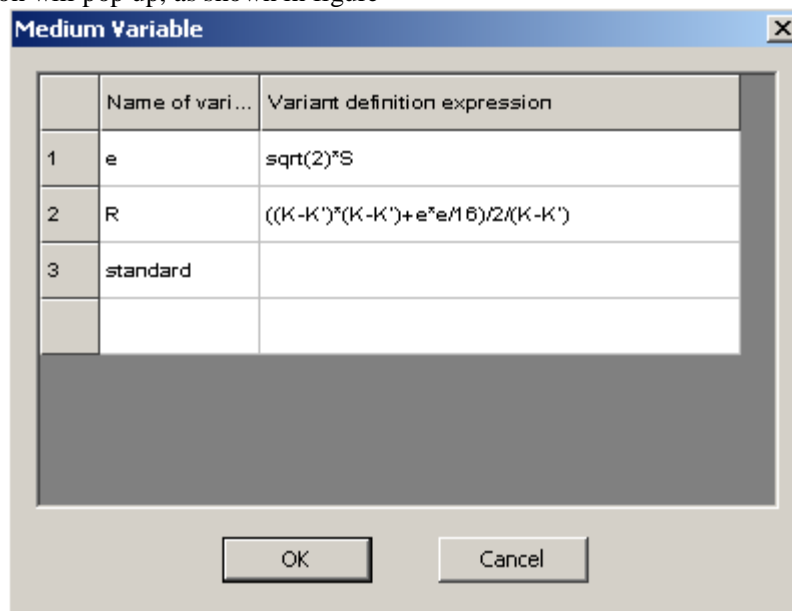 on will pop up, as shown in figure
Medium Variable
Name of vari... Variant definition expression
1 e sqrt(2)*S
2 R ((K-K')*(K-K')+e*e/16)/2/(K-K')
3 standard
OK Cancel